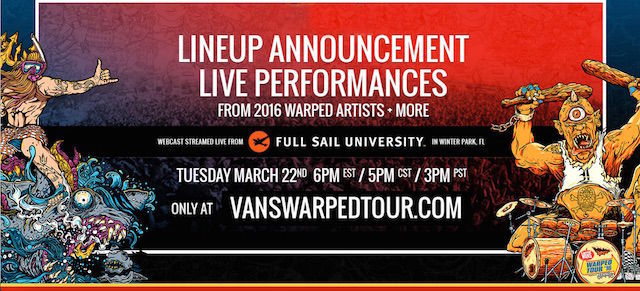 LINEUP ANNOUNCEMENT
LIVE PERFORMANCES
FROM 2016 WARPED ARTISTS + MORE
WEBCAST STREAMED LIVE FROM FULL SAIL UNIVERSITY. IN WINTER PARK, FL
TUESDAY MARCH 22ND 6PM EST / 5PM CST / 3PM PST
ONLY AT VANSWARPEDTOUR.COM
WARPED
TOUR '16